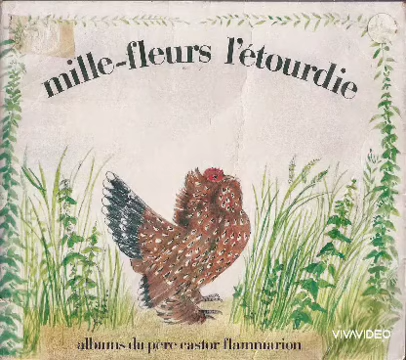 mille-fleurs l'étourdie
albums du père castor flammarion
VIVAVIDEO